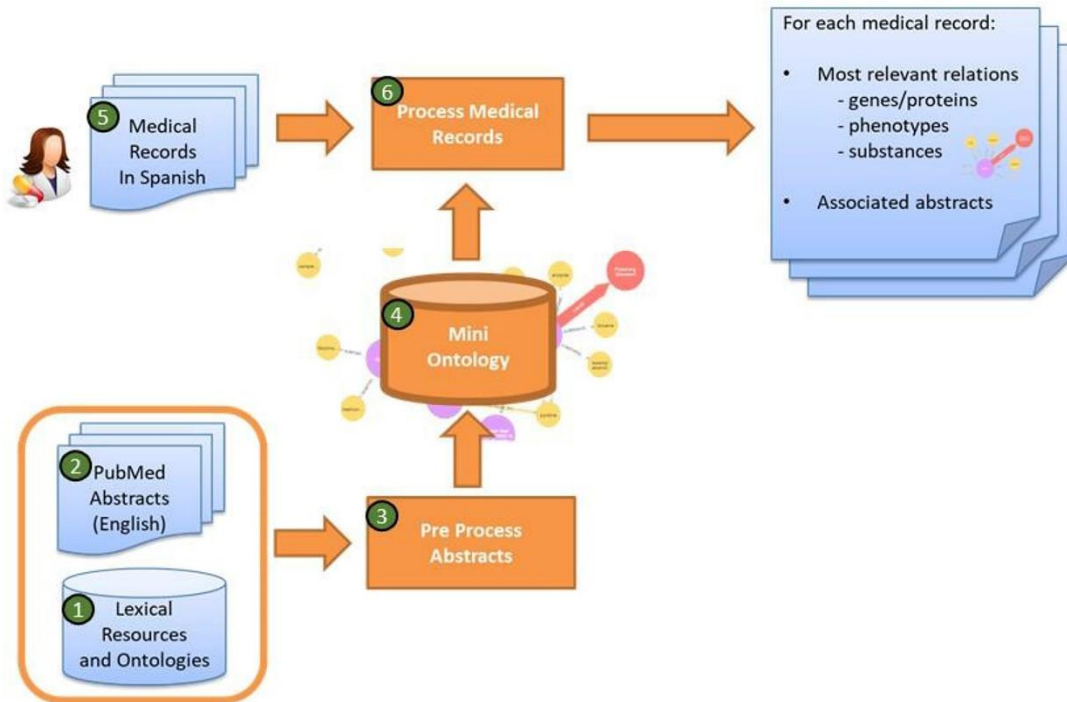 5
Medical
Records
In Spanish
6
Process Medical
Records
For each medical record:
• Most relevant relations
- genes/proteins
- phenotypes
- substances
• Associated abstracts
4
Mini
Ontology
2
PubMed
Abstracts
(English)
3
Pre Process
Abstracts
1
Lexical
Resources
and Ontologies